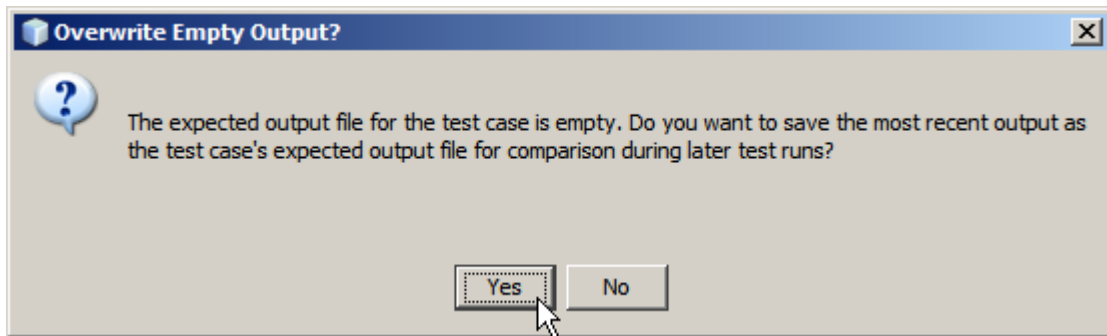 Overwrite Empty Output?
The expected output file for the test case is empty. Do you want to save the most recent output as
the test case's expected output file for comparison during later test runs?
Yes No